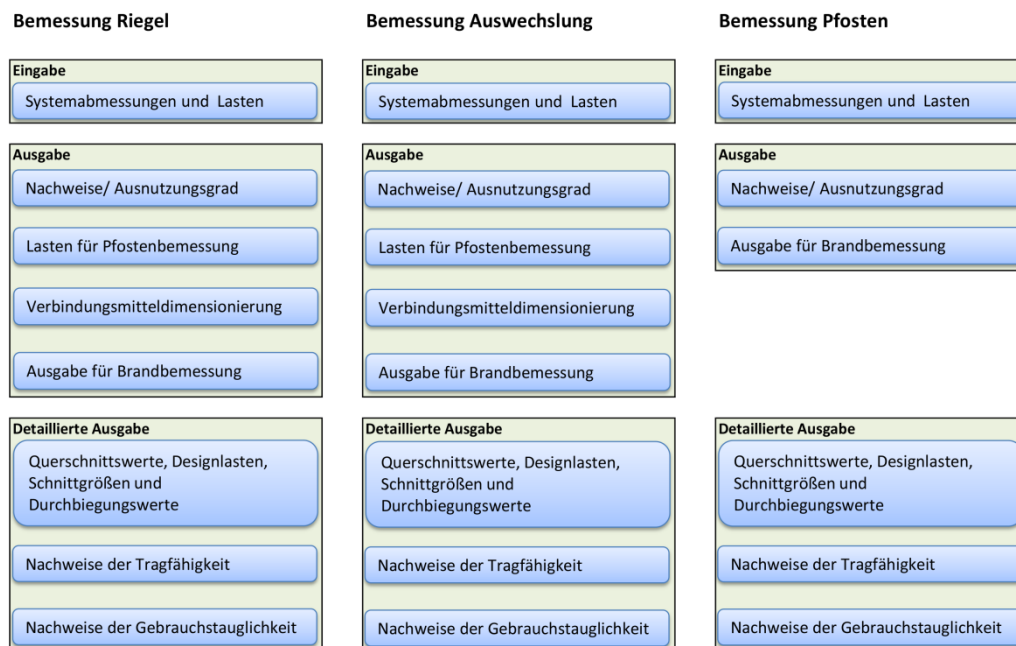 Bemessung Riegel
Eingabe
Systemabmessungen und Lasten
Ausgabe
Nachweise/ Ausnutzungsgrad
Lasten für Pfostenbemessung
Verbindungsmitteldimensionierung
Ausgabe für Brandbemessung
Detaillierte Ausgabe
Querschnittswerte, Designlasten,
Schnittgrößen und
Durchbiegungswerte
Nachweise der Tragfähigkeit
Nachweise der Gebrauchstauglichkeit
Bemessung Auswechslung
Eingabe
Systemabmessungen und Lasten
Ausgabe
Nachweise/ Ausnutzungsgrad
Lasten für Pfostenbemessung
Verbindungsmitteldimensionierung
Ausgabe für Brandbemessung
Detaillierte Ausgabe
Querschnittswerte, Designlasten,
Schnittgrößen und
Durchbiegungswerte
Nachweise der Tragfähigkeit
Nachweise der Gebrauchstauglichkeit
Bemessung Pfosten
Eingabe
Systemabmessungen und Lasten
Ausgabe
Nachweise/ Ausnutzungsgrad
Ausgabe für Brandbemessung
Detaillierte Ausgabe
Querschnittswerte, Designlasten,
Schnittgrößen und
Durchbiegungswerte
Nachweise der Tragfähigkeit
Nachweise der Gebrauchstauglichkeit